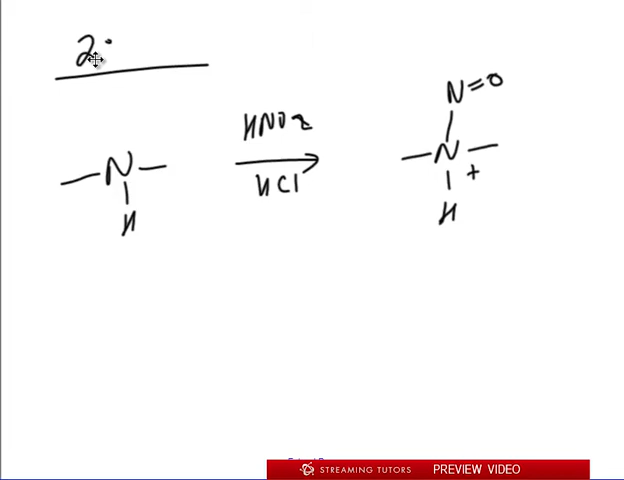 2°
N=O
HNO2
N
N
HCl
+
H
H
STREAMING TUTORS PREVIEW VIDEO